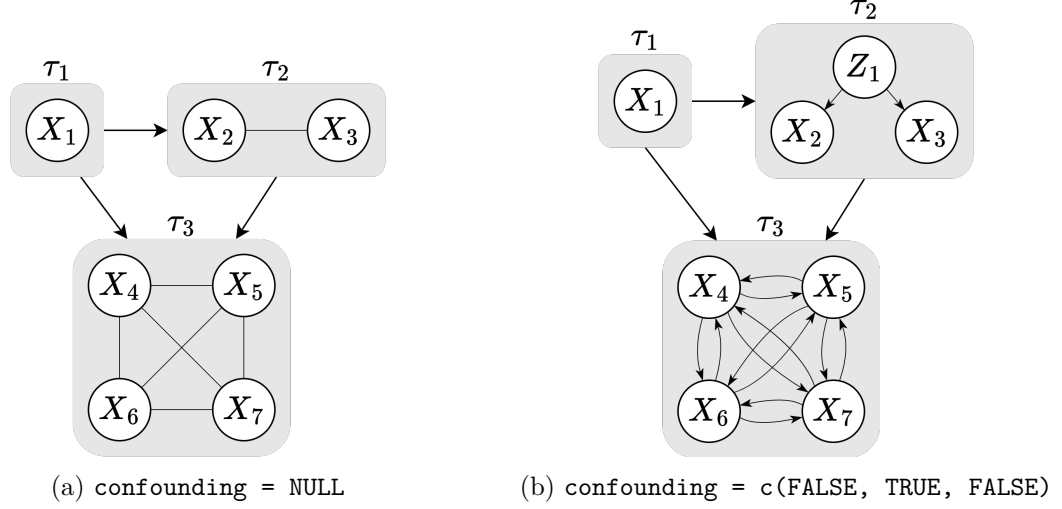 τ₁
τ₂
X₁
X₂
X₃
τ₃
X₄
X₅
X₆
X₇
(a) confounding = NULL
τ₁
τ₂
X₁
Z₁
X₂
X₃
τ₃
X₄
X₅
X₆
X₇
(b) confounding = c(FALSE, TRUE, FALSE)